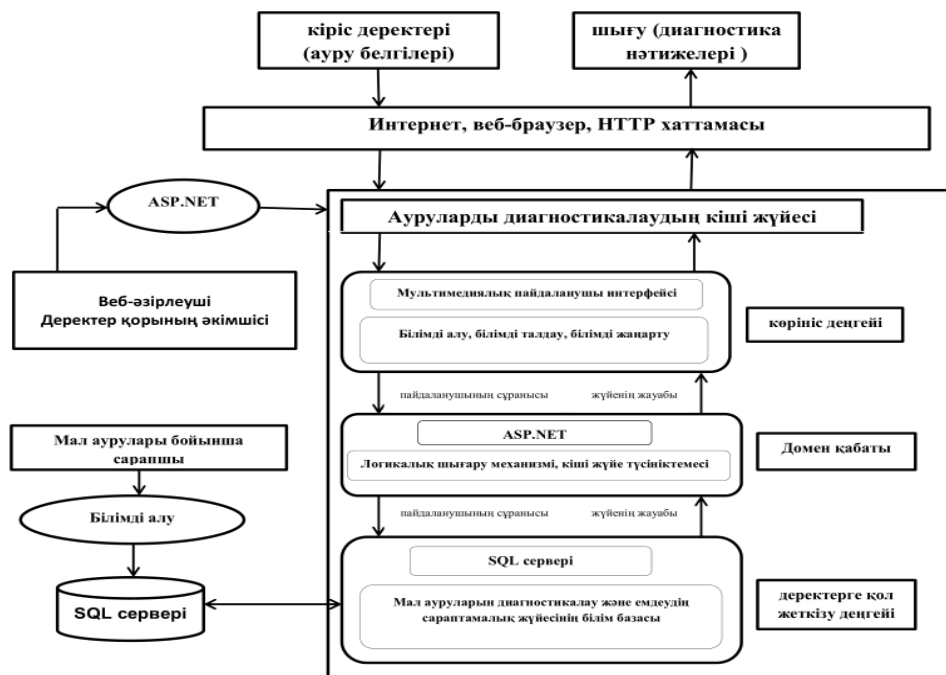 кіріс деректері
(ауру белгілері)
шығу (диагностика
нәтижелері )
Интернет, веб-браузер, HTTP хаттамасы
ASP.NET
Ауруларды диагностикалаудың кіші жүйесі
Веб-әзірлеуші
Деректер қорының әкімшісі
Мультимедиялық пайдаланушы интерфейсі
Білімді алу, білімді талдау, білімді жаңарту
көрініс деңгейі
пайдаланушының сұранысы
жүйенің жауабы
Мал аурулары бойынша
сарапшы
ASP.NET
Логикалық шығару механизмі, кіші жүйе түсініктемесі
Домен қабаты
Білімді алу
пайдаланушының сұранысы
жүйенің жауабы
SQL сервері
SQL сервері
Мал ауруларын диагностикалау және емдеудің
сараптамалық жүйесінің білім базасы
деректерге қол
жеткізу деңгейі